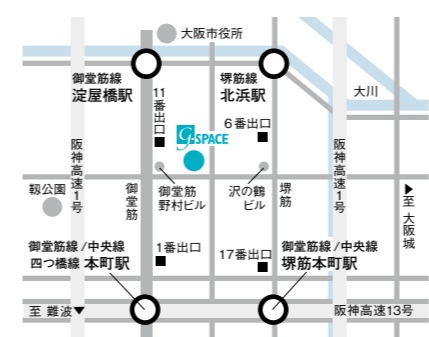 大阪市役所
御堂筋線
淀屋橋駅
堺筋線
北浜駅
大川
11番出口
6番出口
g-SPACE
阪神高速1号
阪神高速1号
靱公園
御堂筋
御堂筋
野村ビル
沢の鶴
ビル
堺筋
▲至 大阪城
御堂筋線/中央線
四つ橋線 本町駅
1番出口
17番出口
御堂筋線/中央線
堺筋本町駅
至 難波▼
阪神高速13号